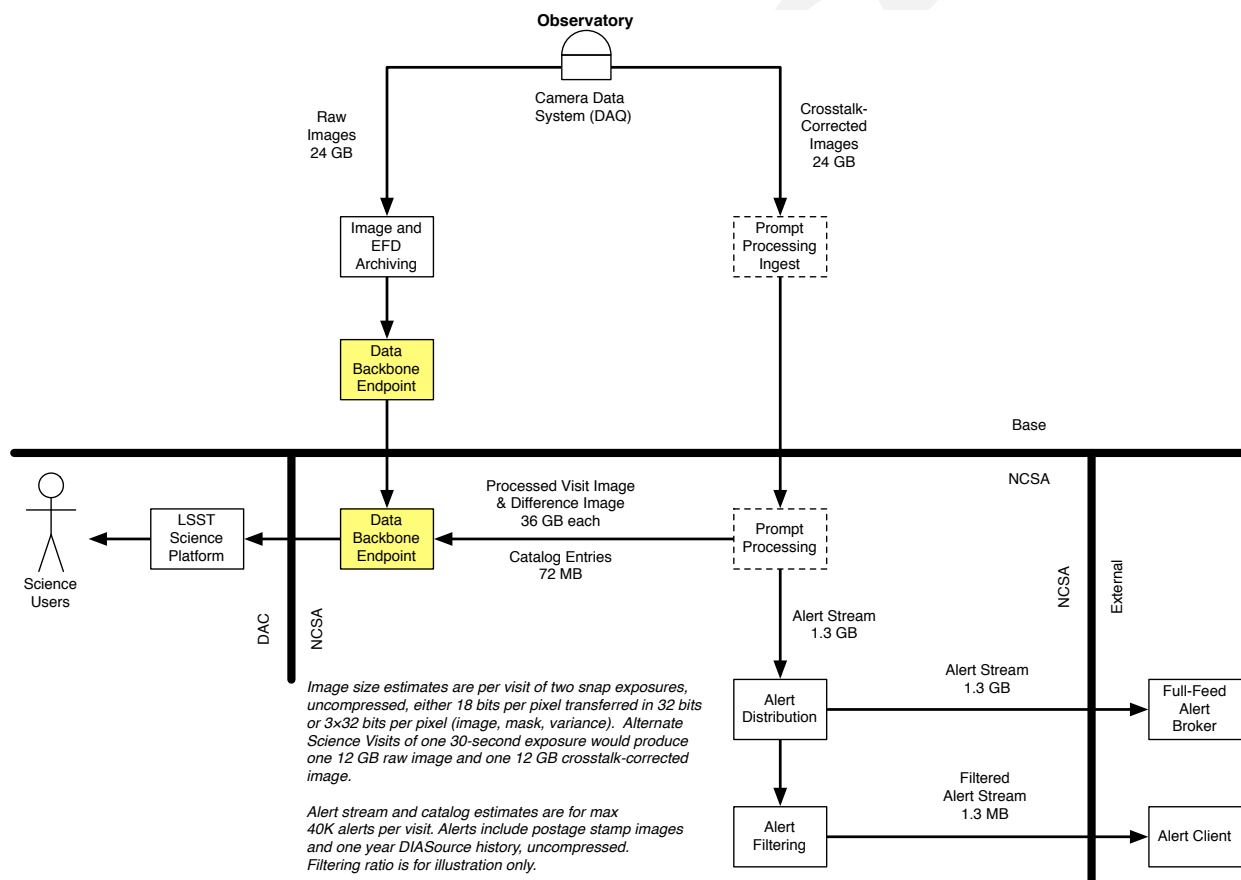 Observatory
Camera Data
System (DAQ)
Raw
Images
24 GB
Crosstalk-
Corrected
Images
24 GB
Image and
EFD
Archiving
Prompt
Processing
Ingest
Data
Backbone
Endpoint
Base
NCSA
Processed Visit Image
& Difference Image
36 GB each
Catalog Entries
72 MB
LSST
Science
Platform
Data
Backbone
Endpoint
Prompt
Processing
Science
Users
DAC
NCSA
NCSA
External
Alert Stream
1.3 GB
Alert Stream
1.3 GB
Alert
Distribution
Full-Feed
Alert
Broker
Image size estimates are per visit of two snap exposures,
uncompressed, either 18 bits per pixel transferred in 32 bits
or 3×32 bits per pixel (image, mask, variance).  Alternate
Science Visits of one 30-second exposure would produce
one 12 GB raw image and one 12 GB crosstalk-corrected
image.
Filtered
Alert Stream
1.3 MB
Alert
Filtering
Alert Client
Alert stream and catalog estimates are for max
40K alerts per visit. Alerts include postage stamp images
and one year DIASource history, uncompressed.
Filtering ratio is for illustration only.